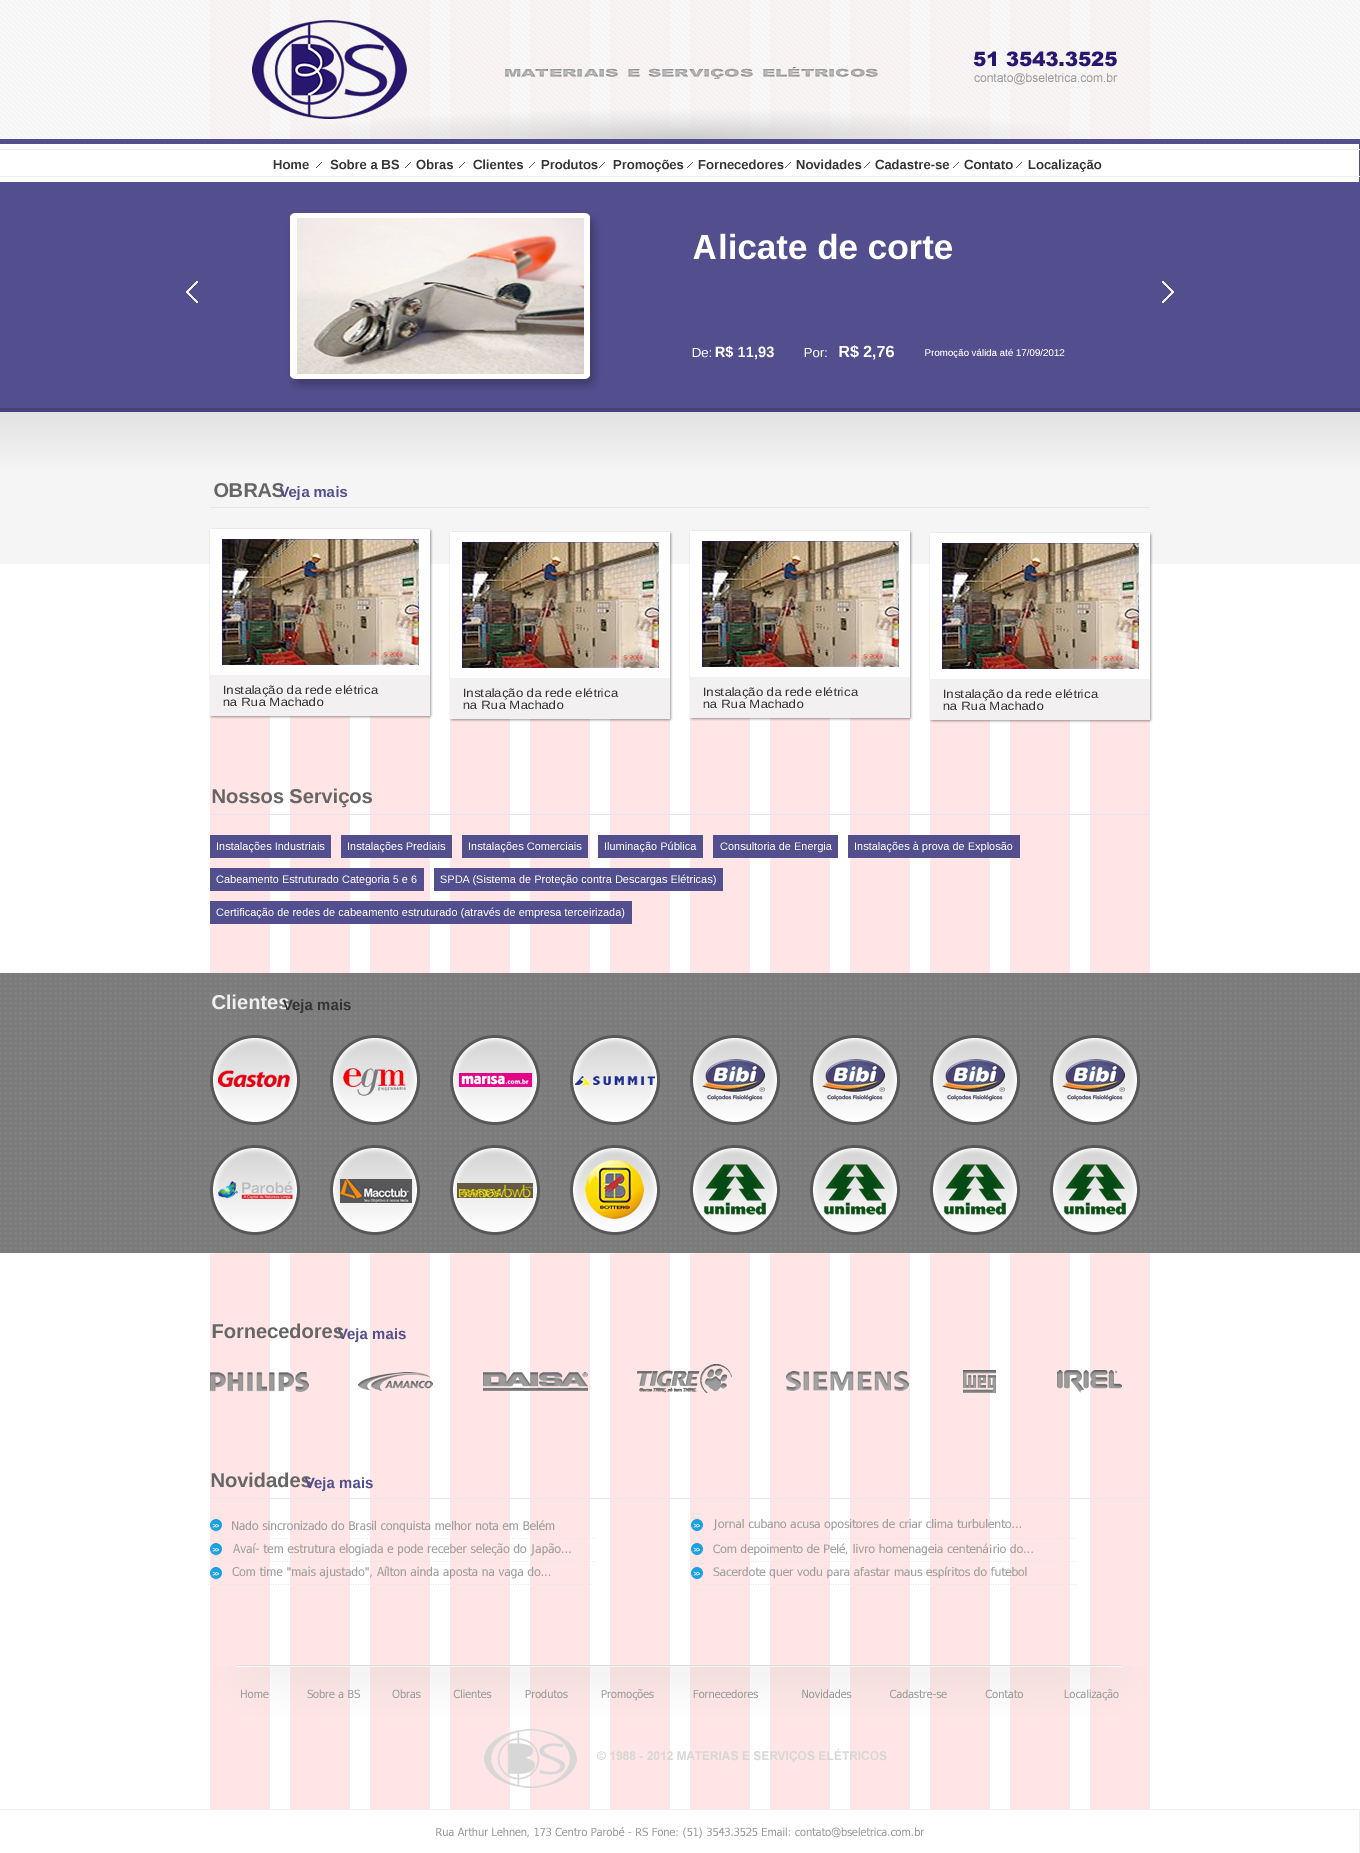 BS
MATERIAIS E SERVIÇOS ELÉTRICOS
51 3543.3525
contato@bseletrica.com.br
Home / Sobre a BS / Obras / Clientes / Produtos / Promoções / Fornecedores / Novidades / Cadastre-se / Contato / Localização
Alicate de corte
De: R$ 11,93 Por: R$ 2,76 Promoção válida até 17/09/2012
OBRAS Veja mais
Instalação da rede elétrica
na Rua Machado
Instalação da rede elétrica
na Rua Machado
Instalação da rede elétrica
na Rua Machado
Instalação da rede elétrica
na Rua Machado
Nossos Serviços
Instalações Industriais Instalações Prediais Instalações Comerciais Iluminação Pública Consultoria de Energia Instalações à prova de Explosão
Cabeamento Estruturado Categoria 5 e 6 SPDA (Sistema de Proteção contra Descargas Elétricas)
Certificação de redes de cabeamento estruturado (através de empresa terceirizada)
Clientes Veja mais
Gaston
egm
marisa.com.br
SUMMIT
Bibi
Calçados Fisiológicos
Bibi
Calçados Fisiológicos
Bibi
Calçados Fisiológicos
Bibi
Calçados Fisiológicos
Parobé
Macctub
bwb
BOTTERO
unimed
unimed
unimed
unimed
Fornecedores Veja mais
PHILIPS AMANCO DAISA TIGRE SIEMENS WEG IRIEL
Novidades Veja mais
Nado sincronizado do Brasil conquista melhor nota em Belém
Avaí- tem estrutura elogiada e pode receber seleção do Japão...
Com time "mais ajustado", Aílton ainda aposta na vaga do...
Jornal cubano acusa opositores de criar clima turbulento...
Com depoimento de Pelé, livro homenageia centenáirio do...
Sacerdote quer vodu para afastar maus espíritos do futebol
Home Sobre a BS Obras Clientes Produtos Promoções Fornecedores Novidades Cadastre-se Contato Localização
BS
© 1988 - 2012 MATERIAS E SERVIÇOS ELÉTRICOS
Rua Arthur Lehnen, 173 Centro Parobé - RS Fone: (51) 3543.3525 Email: contato@bseletrica.com.br